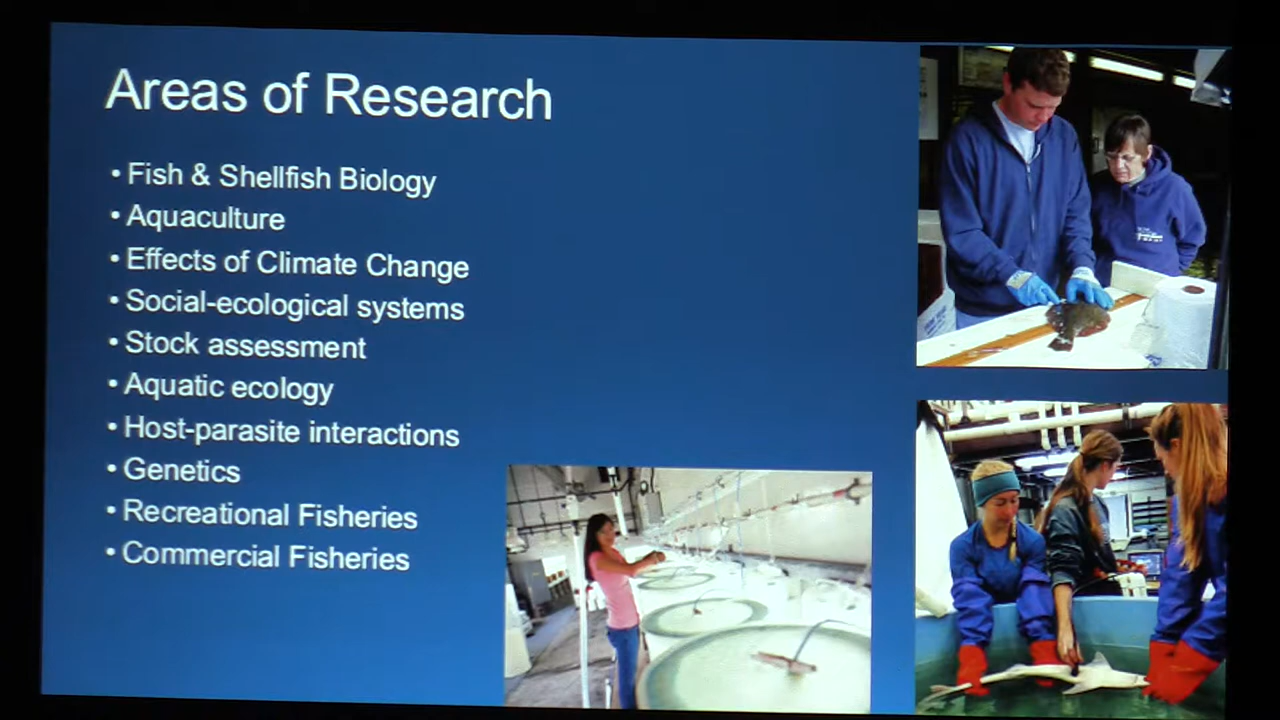 Areas of Research
• Fish & Shellfish Biology
• Aquaculture
• Effects of Climate Change
• Social-ecological systems
• Stock assessment
• Aquatic ecology
• Host-parasite interactions
• Genetics
• Recreational Fisheries
• Commercial Fisheries